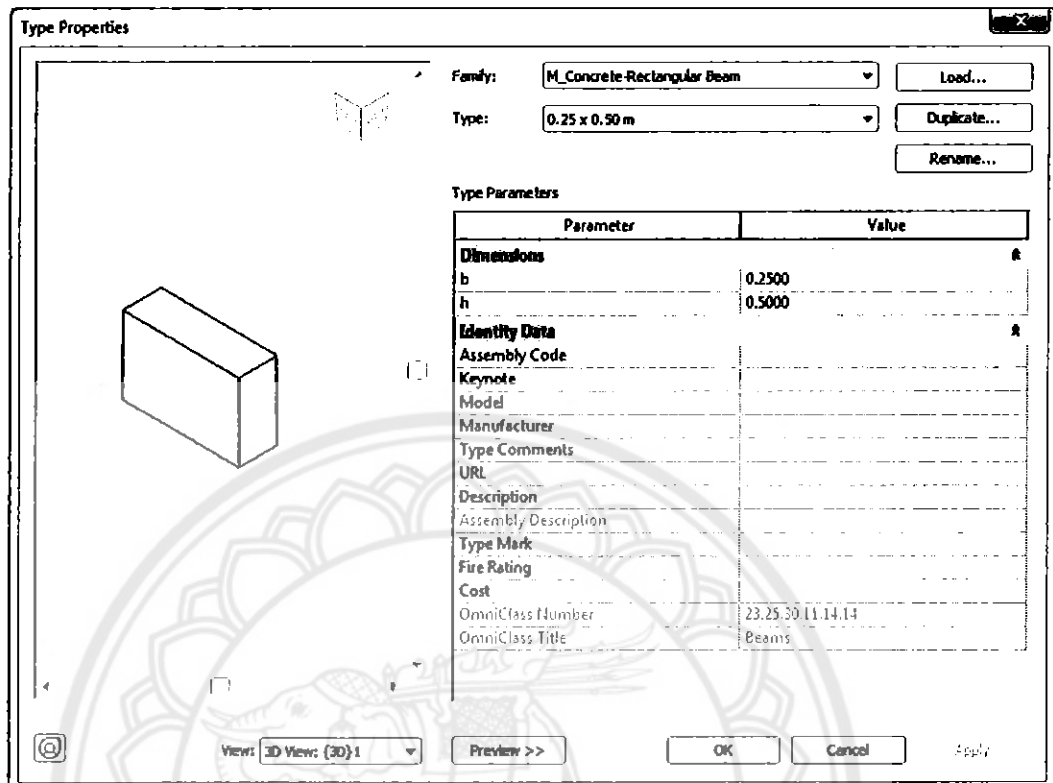 Type Properties
Family: M_Concrete-Rectangular Beam Load...
Type: 0.25 x 0.50 m Duplicate...
Rename...
Type Parameters
Parameter Value
Dimensions
b 0.2500
h 0.5000
Identity Data
Assembly Code
Keynote
Model
Manufacturer
Type Comments
URL
Description
Assembly Description
Type Mark
Fire Rating
Cost
OmniClass Number 23.25.30.11.14.14
OmniClass Title Beams
View: 3D View: {3D}1 Preview >> OK Cancel Apply